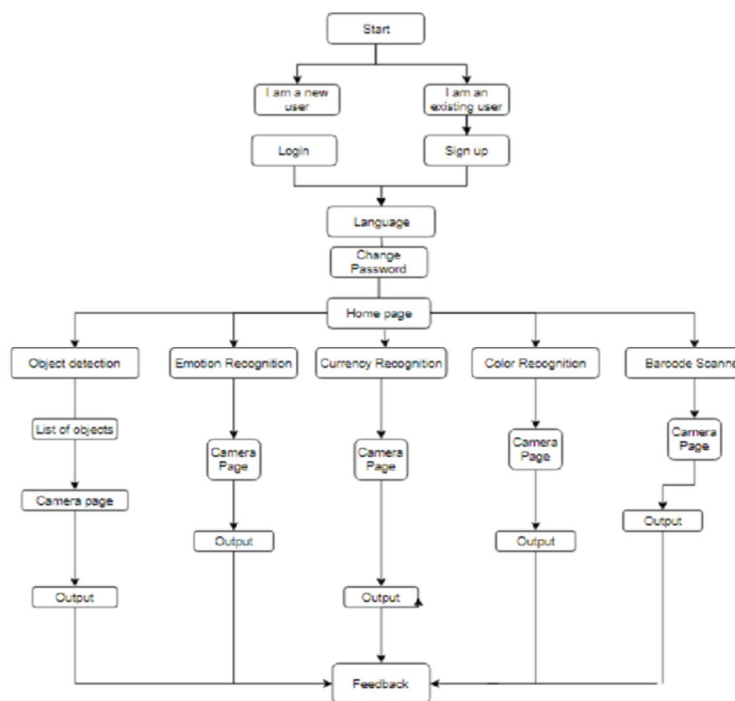 Start
I am a new
user
I am an
existing user
Login
Sign up
Language
Change
Password
Home page
Object detection
Emotion Recognition
Currency Recognition
Color Recognition
Barcode Scanne
List of objects
Camera
Page
Camera
Page
Camera
Page
Camera
Page
Camera page
Output
Output
Output
Output
Output
Feedback